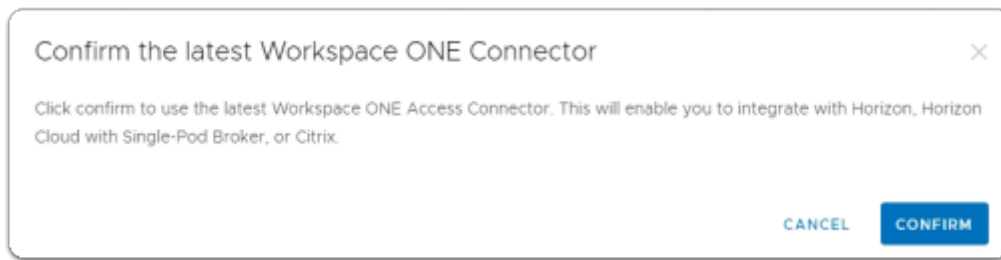 Confirm the latest Workspace ONE Connector
Click confirm to use the latest Workspace ONE Access Connector. This will enable you to integrate with Horizon, Horizon
Cloud with Single-Pod Broker, or Citrix.
CANCEL CONFIRM